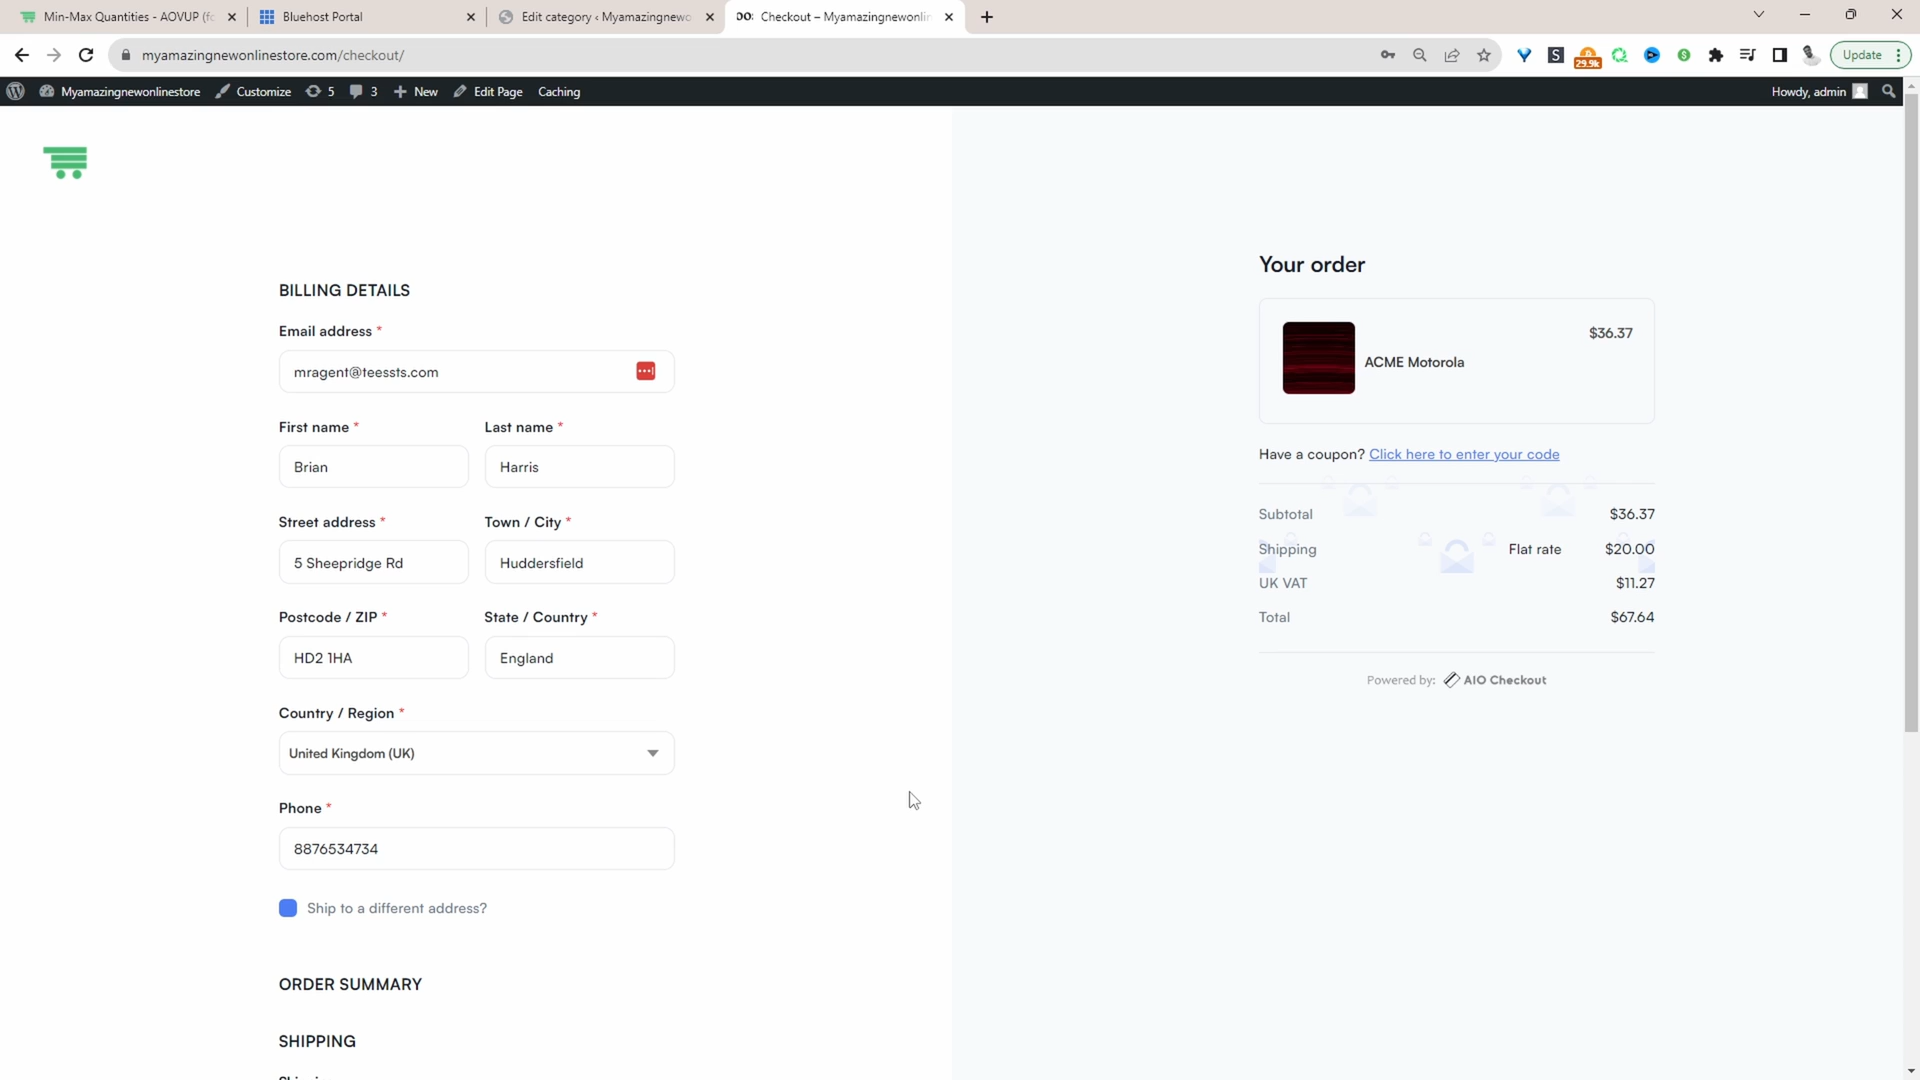 Min-Max Quantities - AOVUP (fo
Bluehost Portal
Edit category ‹ Myamazingnewo
Checkout – Myamazingnewonlin
myamazingnewonlinestore.com/checkout/
S
29.9k
Update
Myamazingnewonlinestore
Customize
5
3
New
Edit Page
Caching
Howdy, admin
BILLING DETAILS
Email address *
mragent@teessts.com
First name *
Last name *
Brian
Harris
Street address *
Town / City *
5 Sheepridge Rd
Huddersfield
Postcode / ZIP *
State / Country *
HD2 1HA
England
Country / Region *
United Kingdom (UK)
Phone *
8876534734
Ship to a different address?
ORDER SUMMARY
SHIPPING
Your order
$36.37
ACME Motorola
Have a coupon? Click here to enter your code
Subtotal $36.37
Shipping Flat rate $20.00
UK VAT $11.27
Total $67.64
Powered by: AIO Checkout